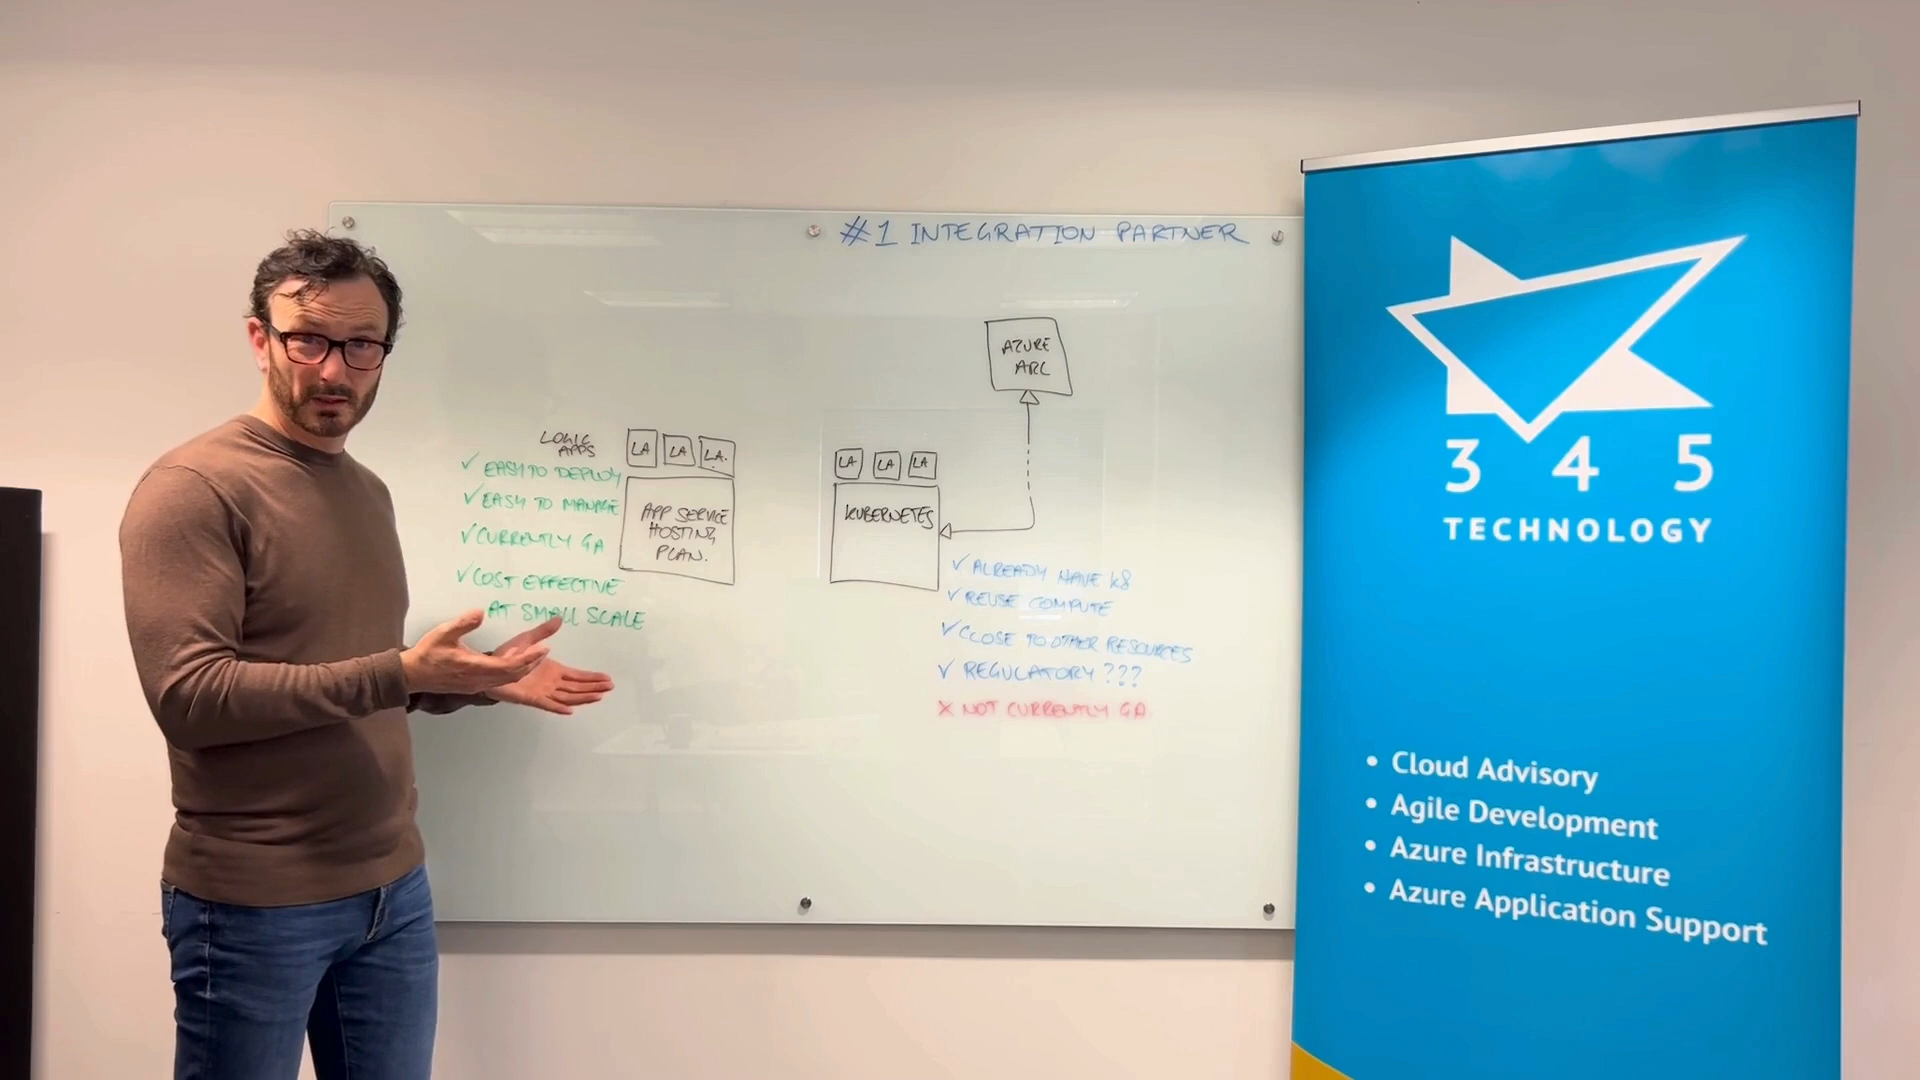 #1 INTEGRATION PARTNER
AZURE
ARC
LOGIC
APPS
LA
LA
LA.
✓ EASY TO DEPLOY
✓ EASY TO MANAGE
✓ CURRENTLY GA
✓ COST EFFECTIVE
AT SMALL SCALE
APP SERVICE
HOSTING
PLAN.
LA
LA
LA
KUBERNETES
✓ ALREADY HAVE k8
✓ REUSE COMPUTE
✓ CLOSE TO OTHER RESOURCES
✓ REGULATORY ???
X NOT CURRENTLY GA.
3 4 5
TECHNOLOGY
• Cloud Advisory
• Agile Development
• Azure Infrastructure
• Azure Application Support